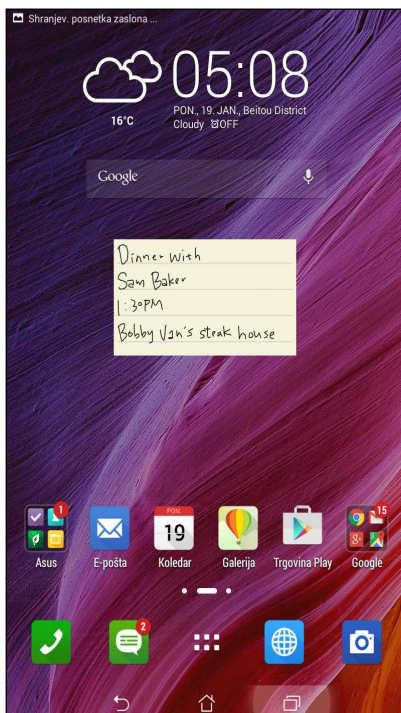 Shranjev. posnetka zaslona ...
05:08
16°C
PON., 19. JAN., Beitou District
Cloudy OFF
Google
Dinner with
Sam Baker
1:30PM
Bobby Van's steak house
1
15
PON.
19
8+
Asus
E-pošta
Koledar
Galerija
Trgovina Play
Google
2